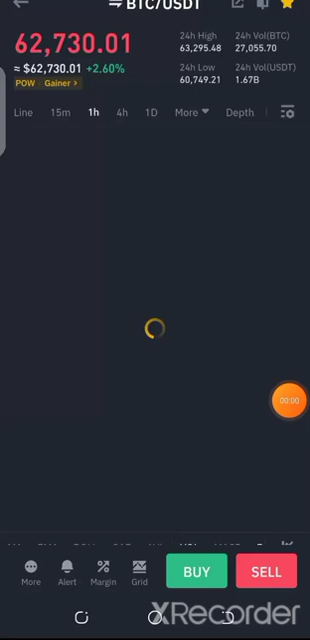 BTC/USDT
62,730.01
24h High
24h Vol(BTC)
63,295.48
27,055.70
≈ $62,730.01 +2.60%
24h Low
24h Vol(USDT)
60,749.21
1.67B
POW Gainer >
Line 15m 1h 4h 1D More Depth
00:00
More Alert Margin Grid BUY SELL
XRecorder